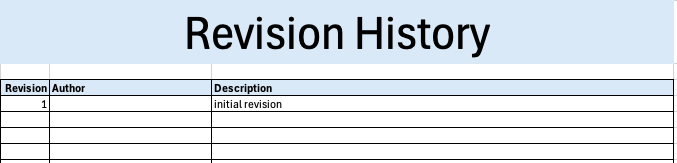 Revision History
Revision Author Description
1 initial revision